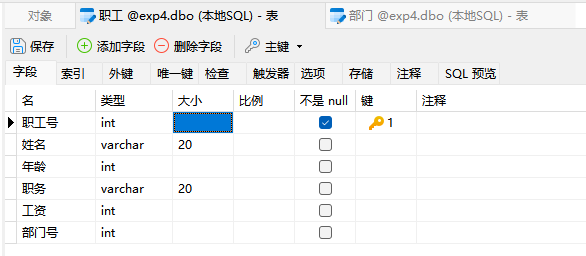 对象 职工 @exp4.dbo (本地SQL) - 表 部门 @exp4.dbo (本地SQL) - 表
保存 添加字段 删除字段 主键
字段 索引 外键 唯一键 检查 触发器 选项 存储 注释 SQL 预览
名 类型 大小 比例 不是 null 键 注释
职工号 int 1
姓名 varchar 20
年龄 int
职务 varchar 20
工资 int
部门号 int